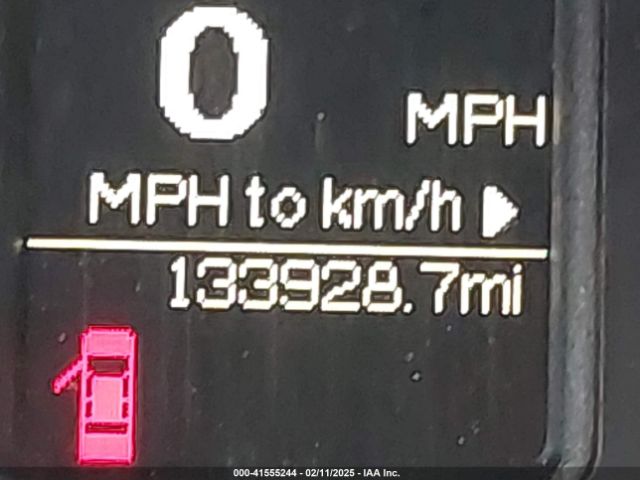 0
MPH
MPH to km/h
133928.7mi
000-41555244 - 02/11/2025 - IAA Inc.